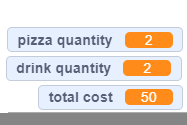 pizza quantity 2
drink quantity 2
total cost 50